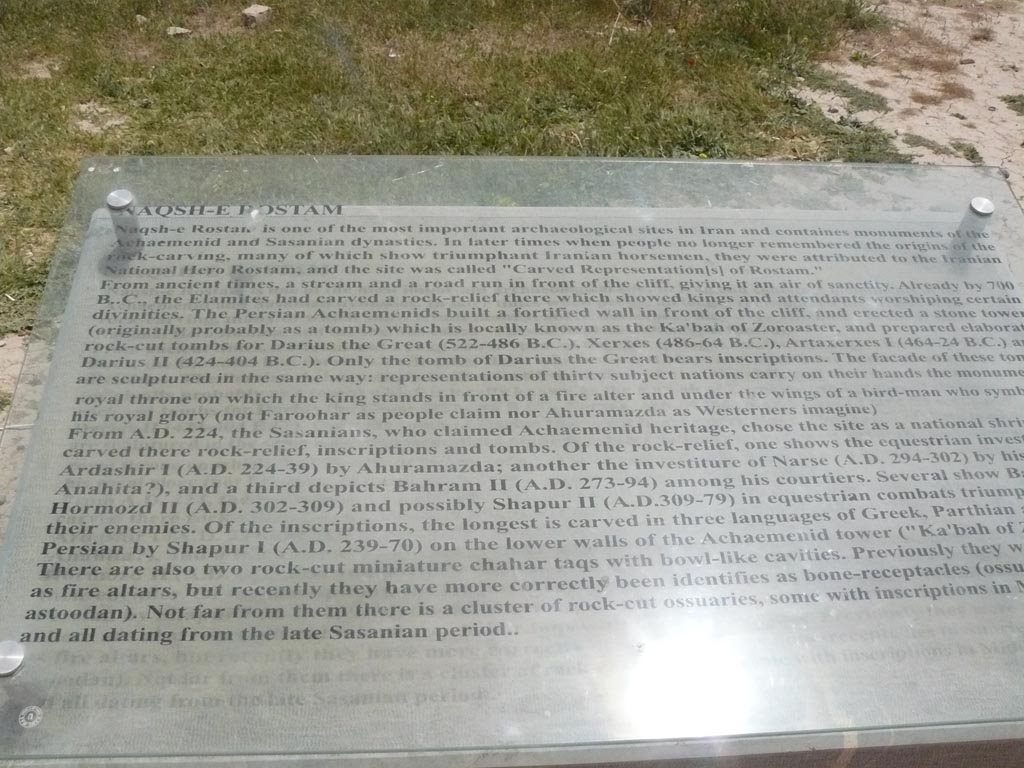 NAQSH-E ROSTAM
Naqsh-e Rostam is one of the most important archaeological sites in Iran and containes monuments of the
Achaemenid and Sasanian dynasties. In later times when people no longer remembered the origins of the
rock-carving, many of which show triumphant Iranian horsemen, they were attributed to the Iranian
National Hero Rostam, and the site was called "Carved Representation[s] of Rostam."
From ancient times, a stream and a road run in front of the cliff, giving it an air of sanctity. Already by 700
B..C., the Elamites had carved a rock-relief there which showed kings and attendants worshiping certain
divinities. The Persian Achaemenids built a fortified wall in front of the cliff, and erected a stone tower
(originally probably as a tomb) which is locally known as the Ka'bah of Zoroaster, and prepared elaborat
rock-cut tombs for Darius the Great (522-486 B.C.), Xerxes (486-64 B.C.), Artaxerxes I (464-24 B.C.) a
Darius II (424-404 B.C.). Only the tomb of Darius the Great bears inscriptions. The facade of these tom
are sculptured in the same way: representations of thirty subject nations carry on their hands the monume
royal throne on which the king stands in front of a fire alter and under the wings of a bird-man who symb
his royal glory (not Faroohar as people claim nor Ahuramazda as Westerners imagine)
From A.D. 224, the Sasanians, who claimed Achaemenid heritage, chose the site as a national shri
carved there rock-relief, inscriptions and tombs. Of the rock-relief, one shows the equestrian invest
Ardashir I (A.D. 224-39) by Ahuramazda; another the investiture of Narse (A.D. 294-302) by his
Anahita?), and a third depicts Bahram II (A.D. 273-94) among his courtiers. Several show Ba
Hormozd II (A.D. 302-309) and possibly Shapur II (A.D.309-79) in equestrian combats triump
their enemies. Of the inscriptions, the longest is carved in three languages of Greek, Parthian
Persian by Shapur I (A.D. 239-70) on the lower walls of the Achaemenid tower ("Ka'bah of
There are also two rock-cut miniature chahar taqs with bowl-like cavities. Previously they w
as fire altars, but recently they have more correctly been identifies as bone-receptacles (ossu
astoodan). Not far from them there is a cluster of rock-cut ossuaries, some with inscriptions in
and all dating from the late Sasanian period..